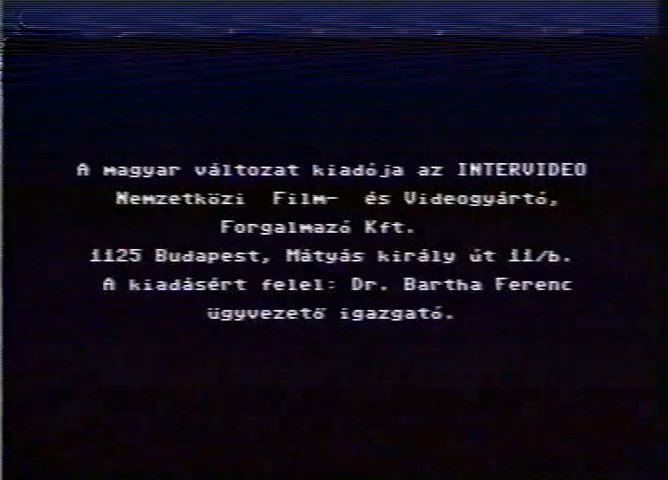 A magyar változat kiadója az INTERVIDEO
Nemzetközi Film- és Videogyártó,
Forgalmazó Kft.
1125 Budapest, Mátyás király út 11/b.
A kiadásért felel: Dr. Bartha Ferenc
ügyvezető igazgató.